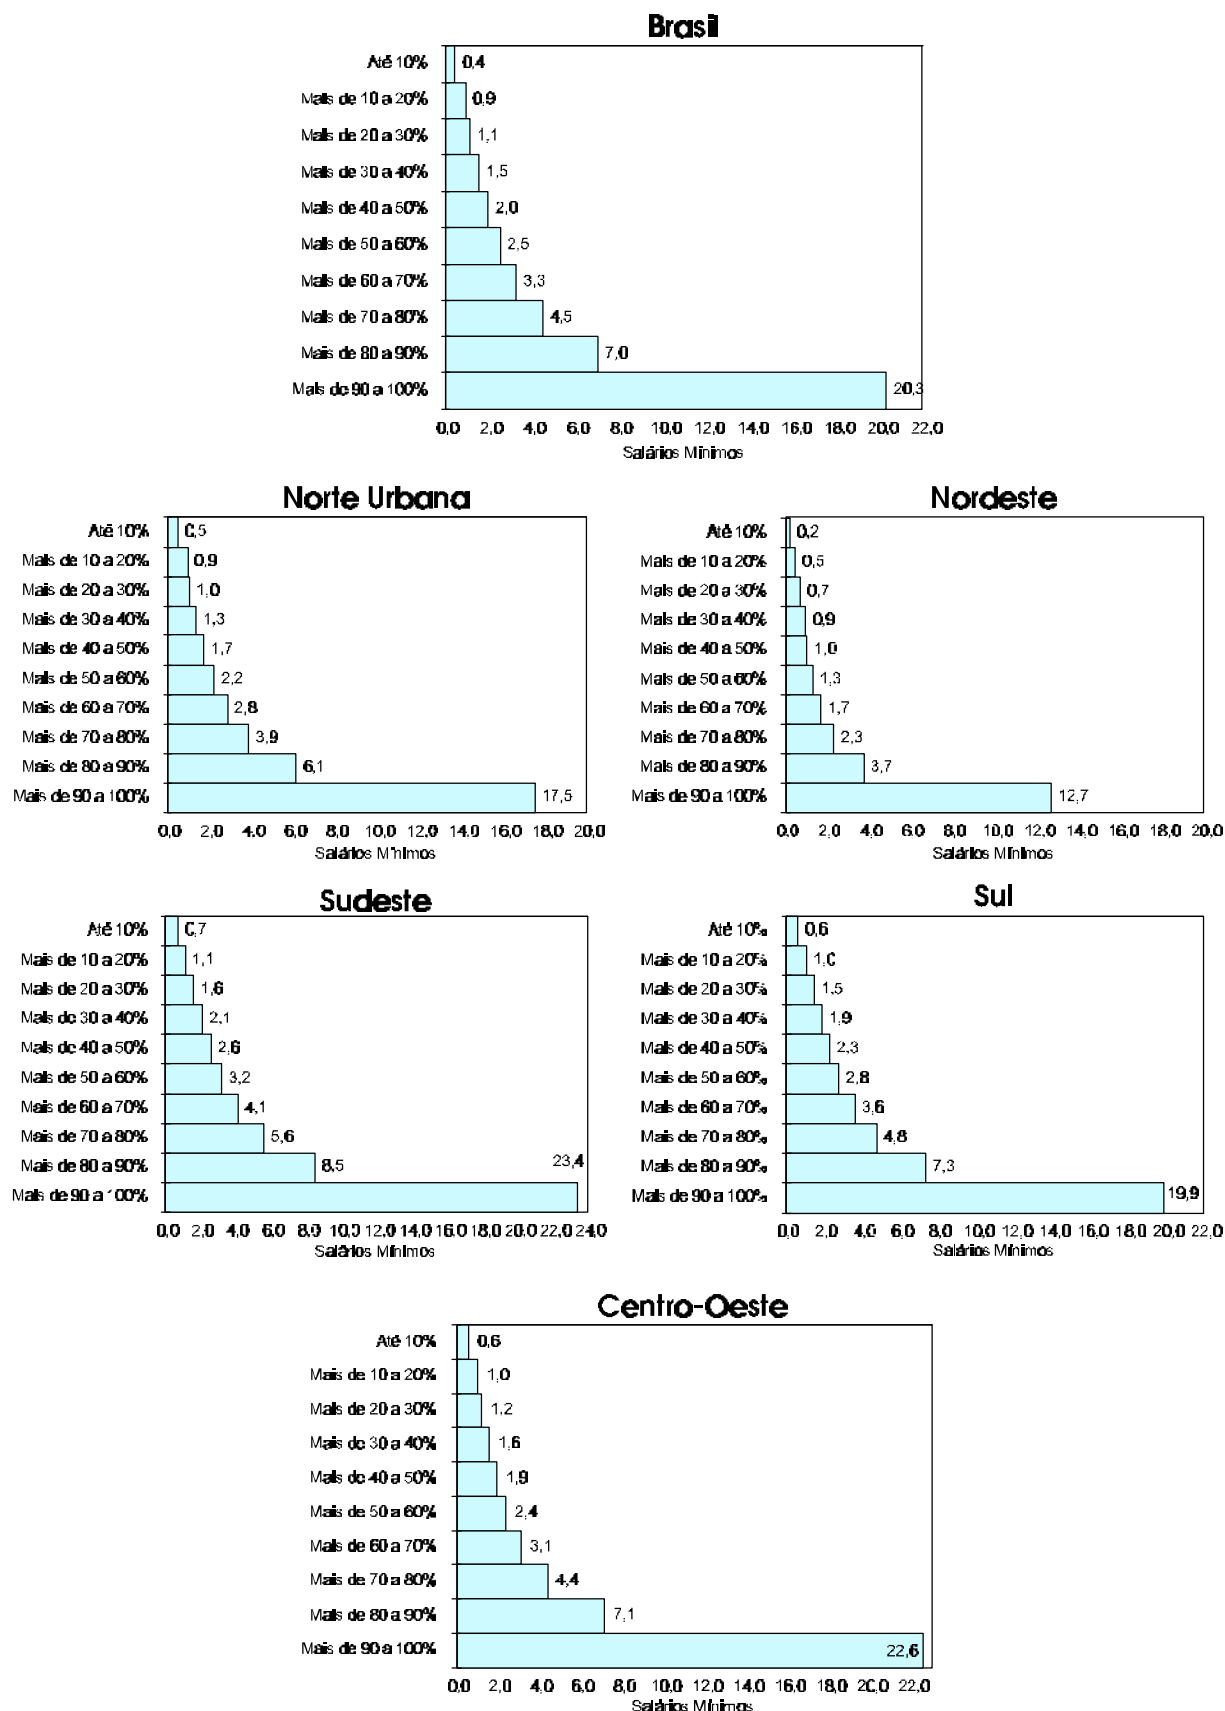 Brasil
Até 10% 0,4
Mais de 10 a 20% 0,9
Mais de 20 a 30% 1,1
Mais de 30 a 40% 1,5
Mais de 40 a 50% 2,0
Mais de 50 a 60% 2,5
Mais de 60 a 70% 3,3
Mais de 70 a 80% 4,5
Mais de 80 a 90% 7,0
Mais de 90 a 100% 20,3
0,0 2,0 4,0 6,0 8,0 10,0 12,0 14,0 16,0 18,0 20,0 22,0
Salários Mínimos
Norte Urbana
Até 10% 0,5
Mais de 10 a 20% 0,9
Mais de 20 a 30% 1,0
Mais de 30 a 40% 1,3
Mais de 40 a 50% 1,7
Mais de 50 a 60% 2,2
Mais de 60 a 70% 2,8
Mais de 70 a 80% 3,9
Mais de 80 a 90% 6,1
Mais de 90 a 100% 17,5
0,0 2,0 4,0 6,0 8,0 10,0 12,0 14,0 16,0 18,0 20,0
Salários Mínimos
Nordeste
Até 10% 0,2
Mais de 10 a 20% 0,5
Mais de 20 a 30% 0,7
Mais de 30 a 40% 0,9
Mais de 40 a 50% 1,0
Mais de 50 a 60% 1,3
Mais de 60 a 70% 1,7
Mais de 70 a 80% 2,3
Mais de 80 a 90% 3,7
Mais de 90 a 100% 12,7
0,0 2,0 4,0 6,0 8,0 10,0 12,0 14,0 16,0 18,0 20,0
Salários Mínimos
Sudeste
Até 10% 0,7
Mais de 10 a 20% 1,1
Mais de 20 a 30% 1,6
Mais de 30 a 40% 2,1
Mais de 40 a 50% 2,6
Mais de 50 a 60% 3,2
Mais de 60 a 70% 4,1
Mais de 70 a 80% 5,6
Mais de 80 a 90% 8,5
Mais de 90 a 100% 23,4
0,0 2,0 4,0 6,0 8,0 10,0 12,0 14,0 16,0 18,0 20,0 22,0 24,0
Salários Mínimos
Sul
Até 10% 0,6
Mais de 10 a 20% 1,0
Mais de 20 a 30% 1,5
Mais de 30 a 40% 1,9
Mais de 40 a 50% 2,3
Mais de 50 a 60% 2,8
Mais de 60 a 70% 3,6
Mais de 70 a 80% 4,8
Mais de 80 a 90% 7,3
Mais de 90 a 100% 19,9
0,0 2,0 4,0 6,0 8,0 10,0 12,0 14,0 16,0 18,0 20,0 22,0
Salários Mínimos
Centro-Oeste
Até 10% 0,6
Mais de 10 a 20% 1,0
Mais de 20 a 30% 1,2
Mais de 30 a 40% 1,6
Mais de 40 a 50% 1,9
Mais de 50 a 60% 2,4
Mais de 60 a 70% 3,1
Mais de 70 a 80% 4,4
Mais de 80 a 90% 7,1
Mais de 90 a 100% 22,6
0,0 2,0 4,0 6,0 8,0 10,0 12,0 14,0 16,0 18,0 20,0 22,0
Salários Mínimos